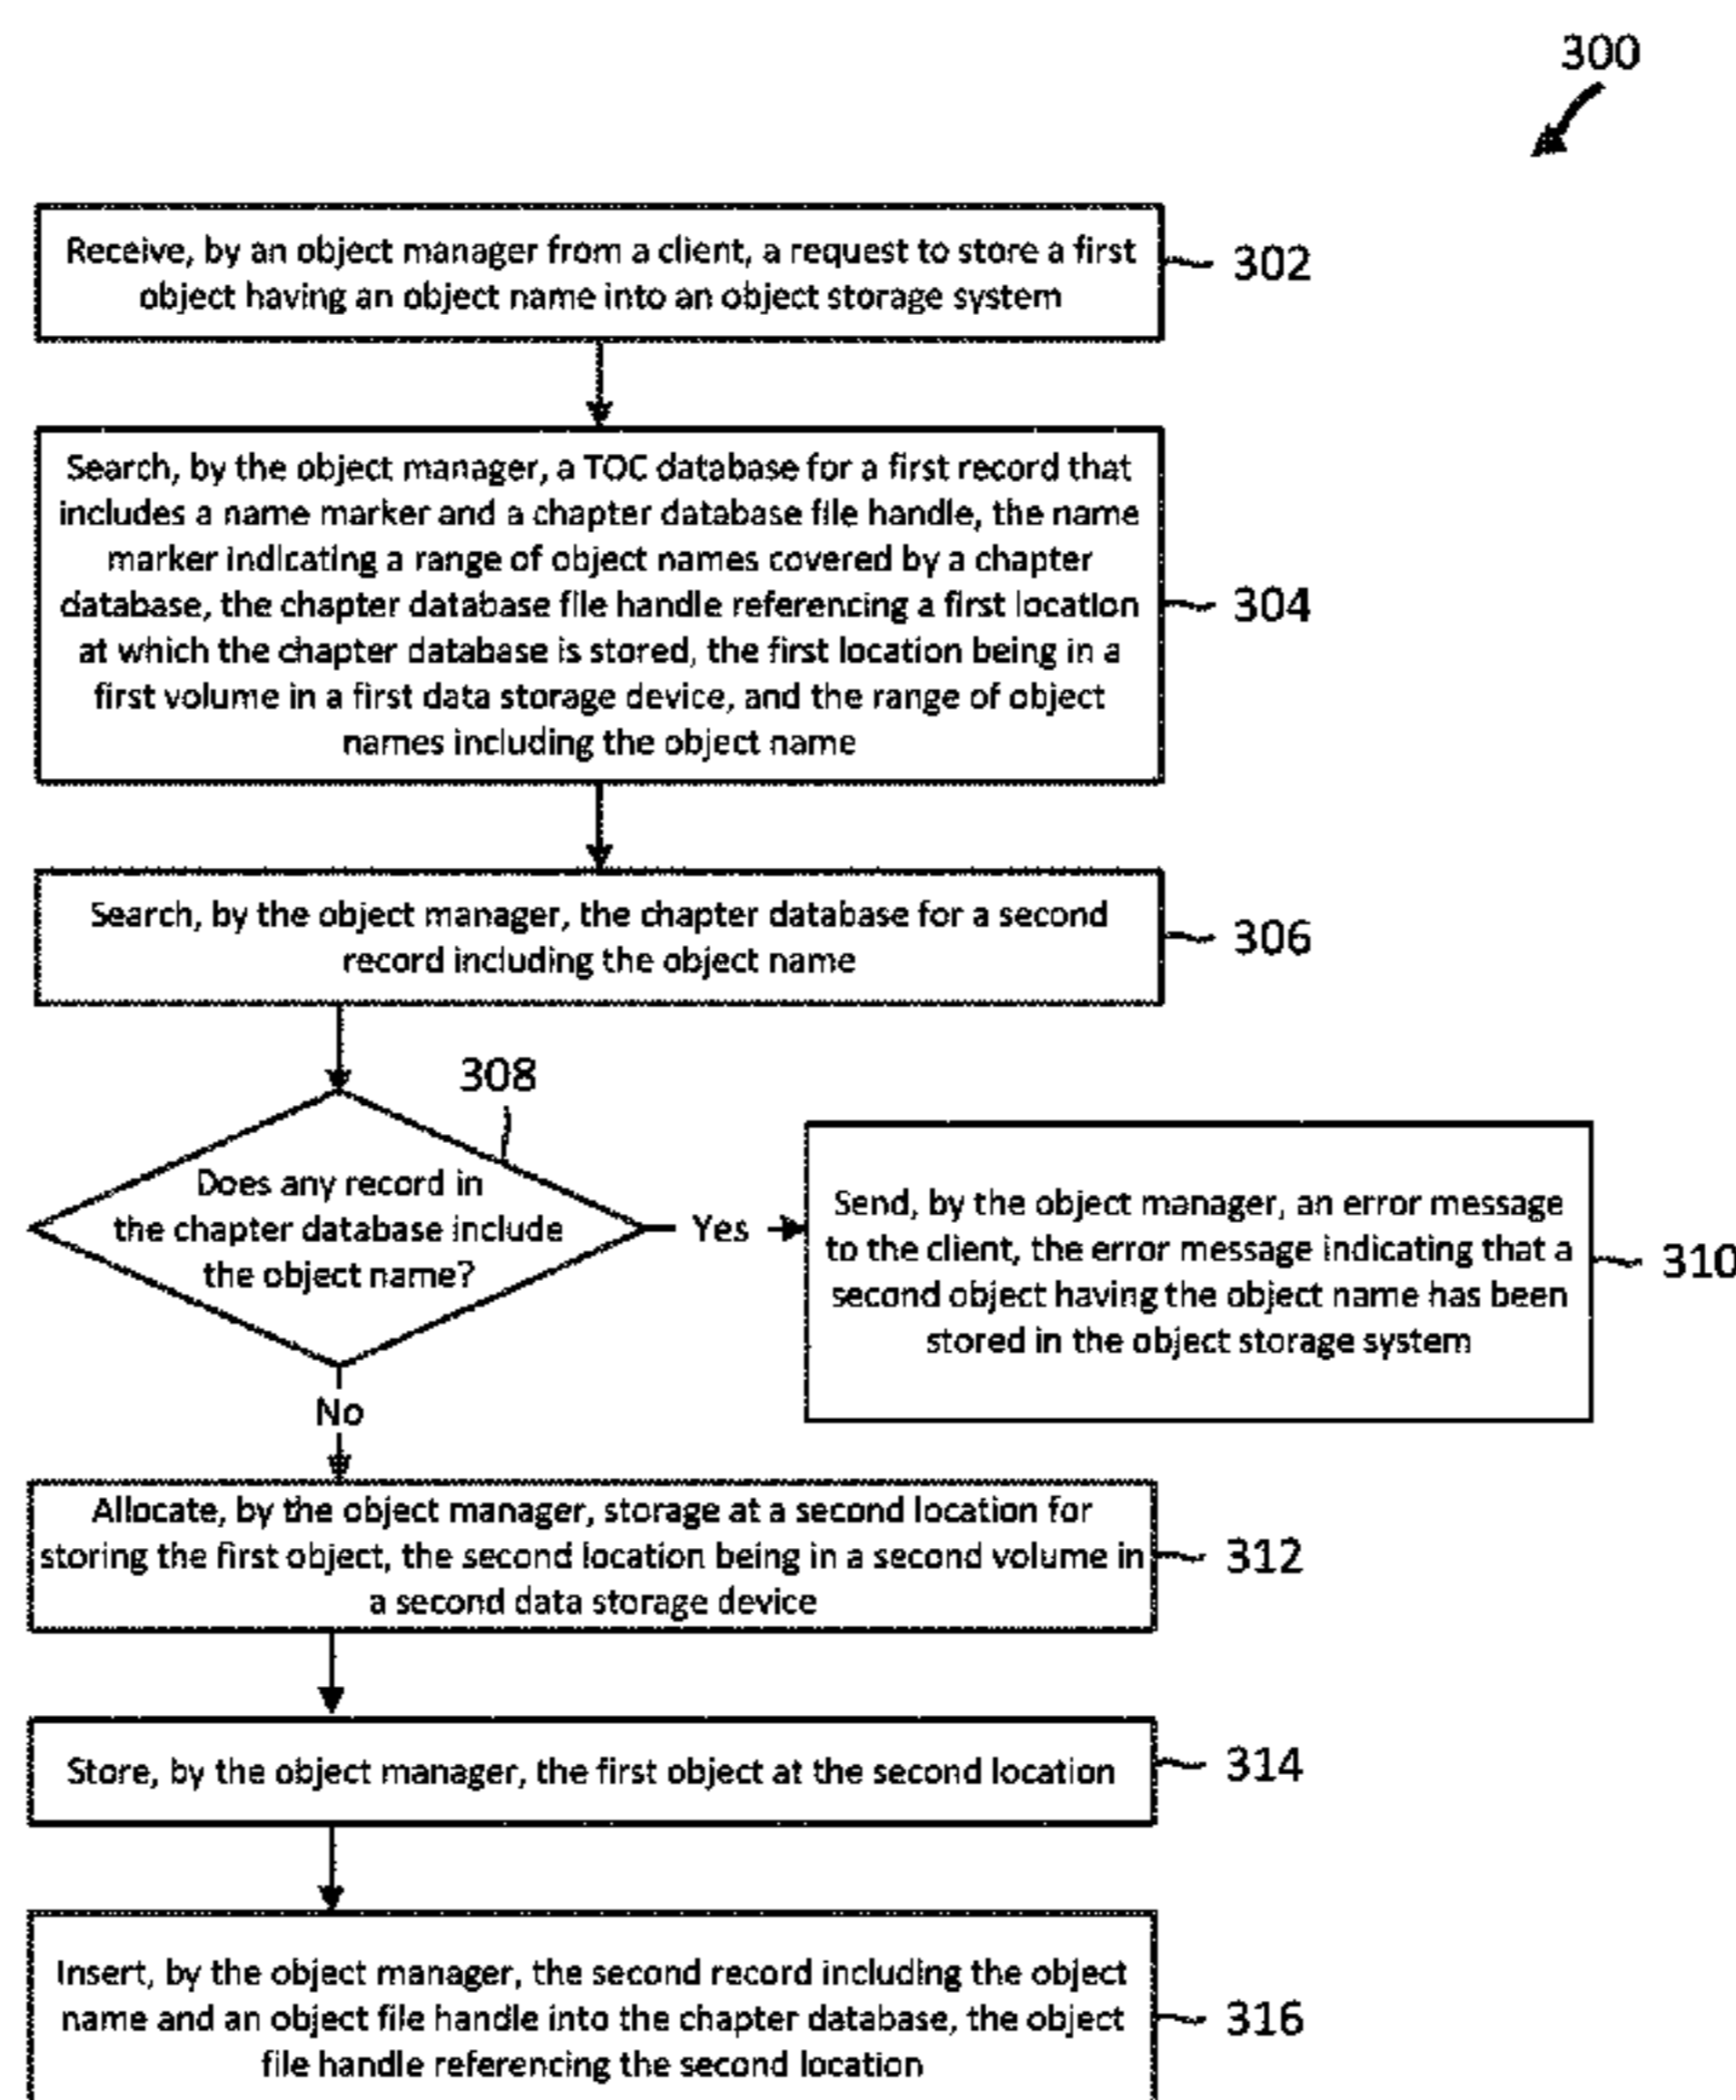 300
Receive, by an object manager from a client, a request to store a first
object having an object name into an object storage system
302
Search, by the object manager, a TOC database for a first record that
includes a name marker and a chapter database file handle, the name
marker indicating a range of object names covered by a chapter
database, the chapter database file handle referencing a first location
at which the chapter database is stored, the first location being in a
first volume in a first data storage device, and the range of object
names including the object name
304
Search, by the object manager, the chapter database for a second
record including the object name
306
308
Does any record in
the chapter database include
the object name?
Yes
Send, by the object manager, an error message
to the client, the error message indicating that a
second object having the object name has been
stored in the object storage system
310
No
Allocate, by the object manager, storage at a second location for
storing the first object, the second location being in a second volume in
a second data storage device
312
Store, by the object manager, the first object at the second location
314
Insert, by the object manager, the second record including the object
name and an object file handle into the chapter database, the object
file handle referencing the second location
316